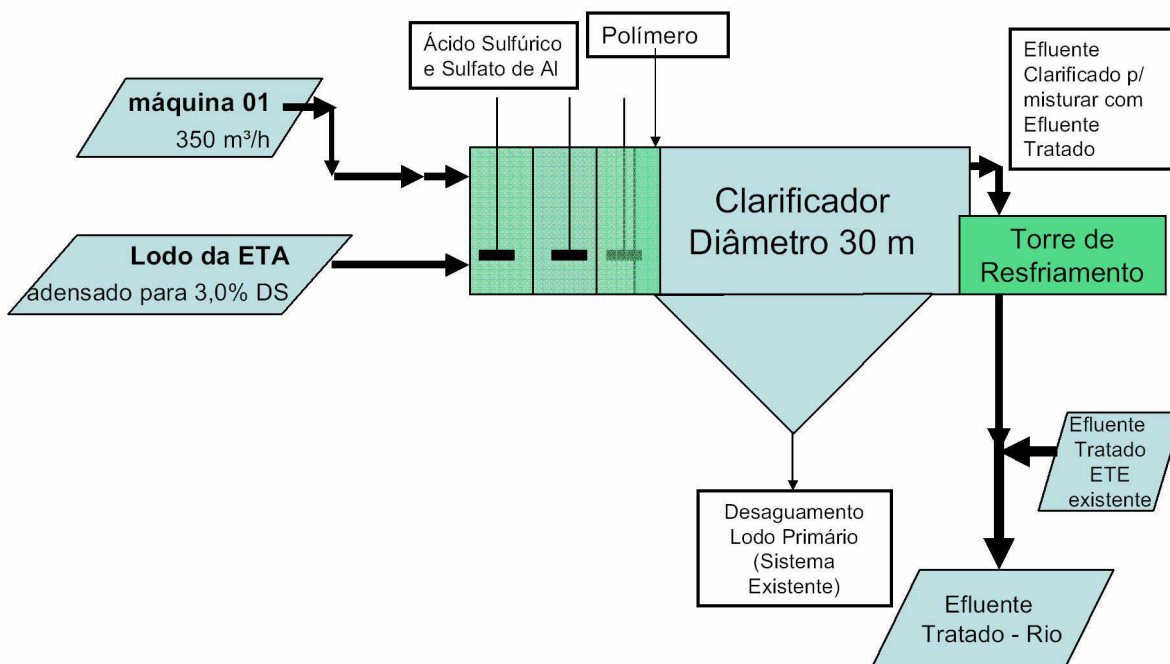 Ácido Sulfúrico
e Sulfato de Al
Polímero
Efluente
Clarificado p/
misturar com
Efluente
Tratado
máquina 01
350 m³/h
Clarificador
Diâmetro 30 m
Lodo da ETA
adensado para 3,0% DS
Torre de
Resfriamento
Efluente
Tratado
ETE
existente
Desaguamento
Lodo Primário
(Sistema
Existente)
Efluente
Tratado - Rio